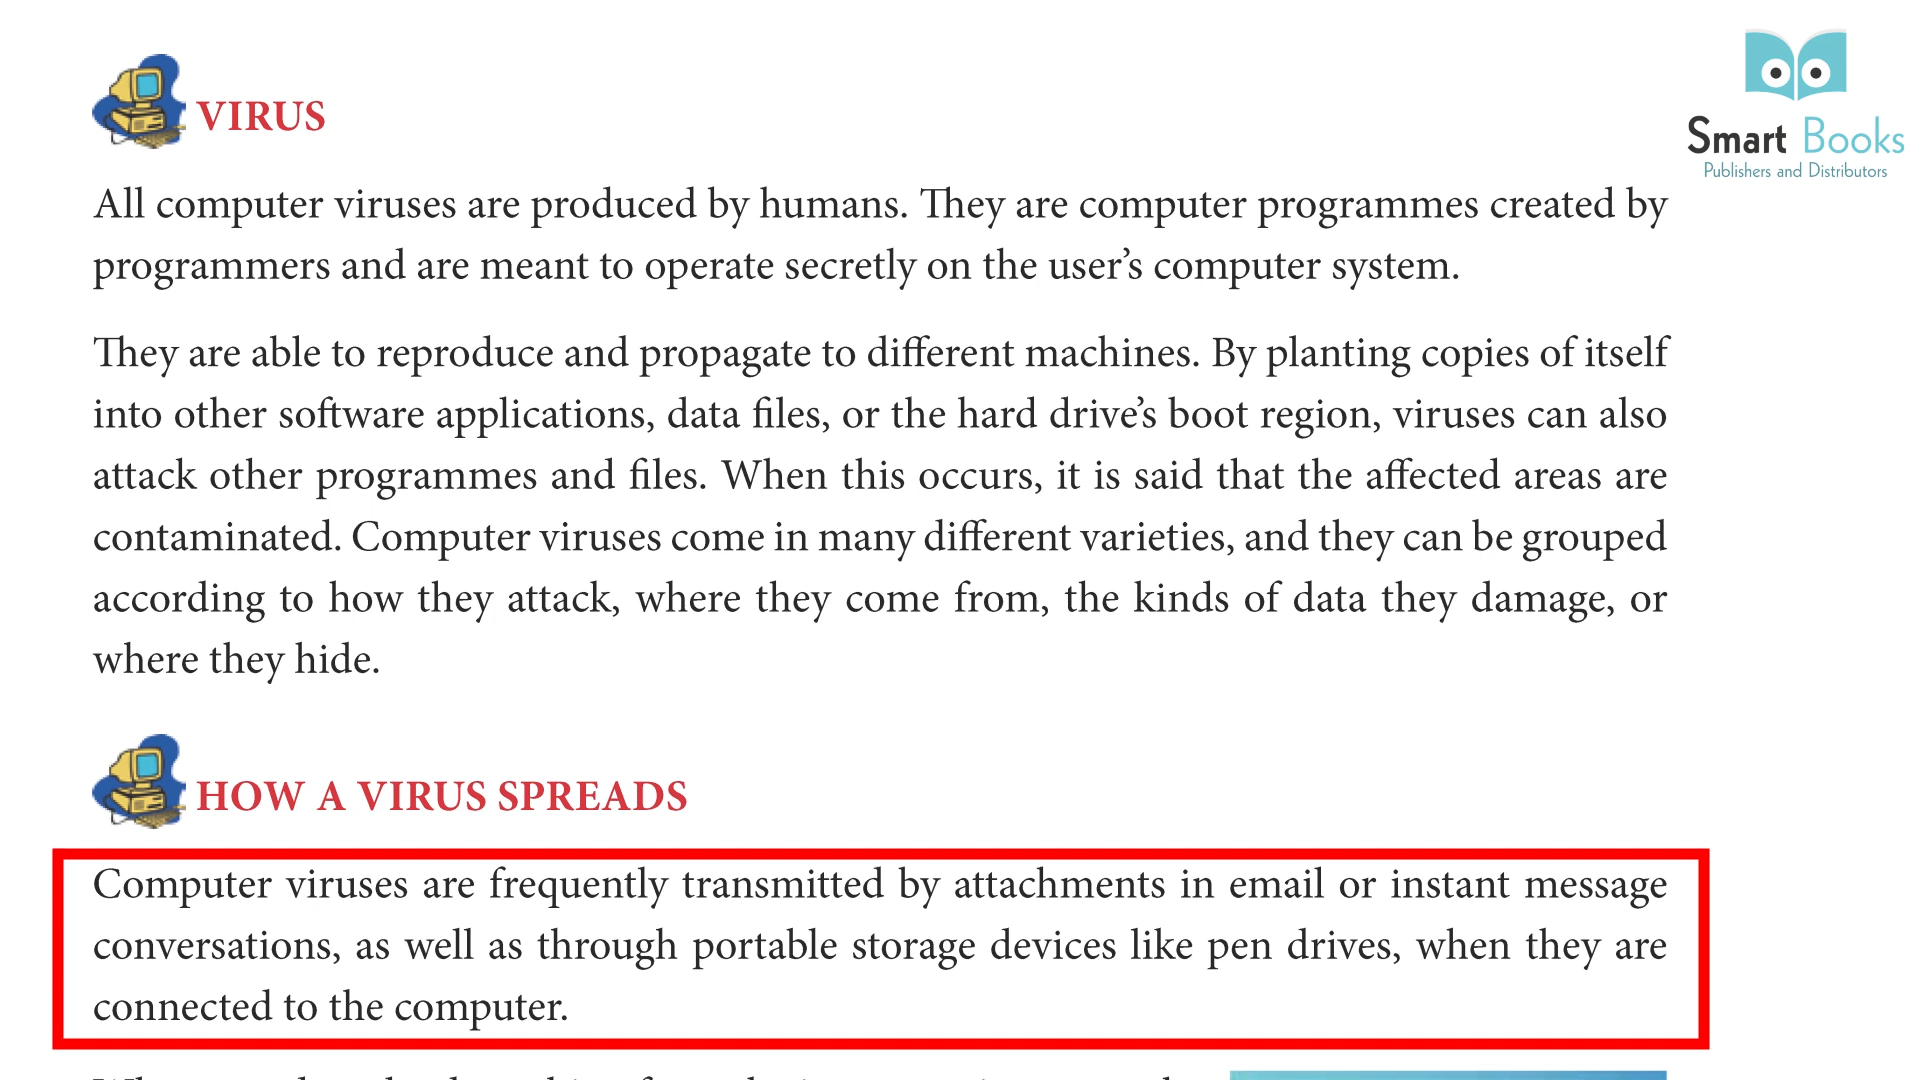 VIRUS
Smart Books
Publishers and Distributors
All computer viruses are produced by humans. They are computer programmes created by
programmers and are meant to operate secretly on the user’s computer system.
They are able to reproduce and propagate to different machines. By planting copies of itself
into other software applications, data files, or the hard drive’s boot region, viruses can also
attack other programmes and files. When this occurs, it is said that the affected areas are
contaminated. Computer viruses come in many different varieties, and they can be grouped
according to how they attack, where they come from, the kinds of data they damage, or
where they hide.
HOW A VIRUS SPREADS
Computer viruses are frequently transmitted by attachments in email or instant message
conversations, as well as through portable storage devices like pen drives, when they are
connected to the computer.